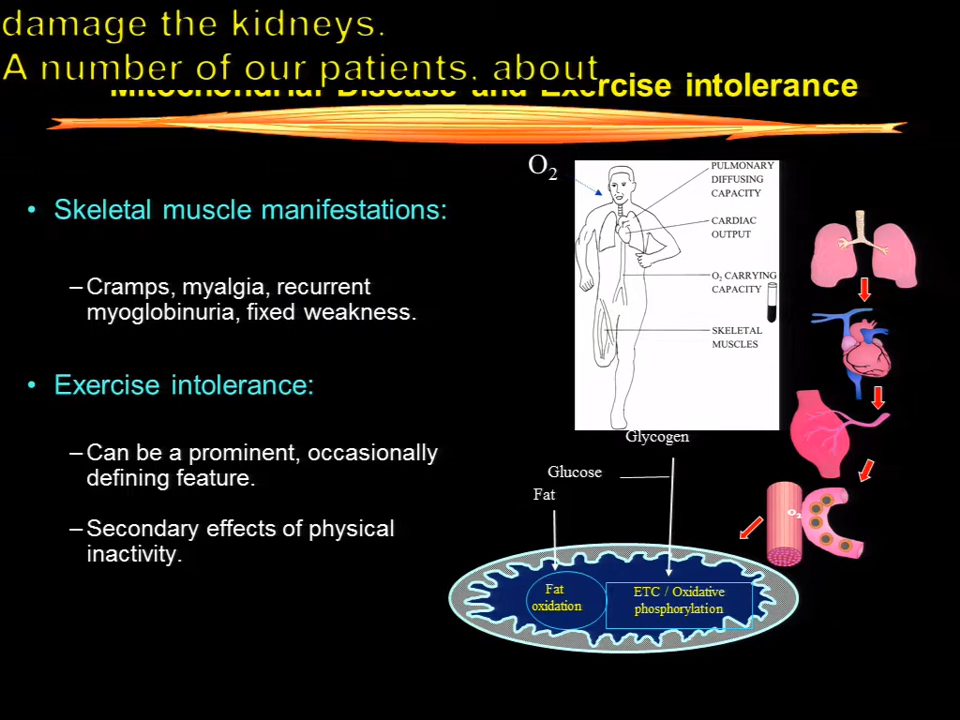 damage the kidneys.
A number of our patients, about
Mitochondrial Disease and Exercise intolerance
O2
PULMONARY
DIFFUSING
CAPACITY
CARDIAC
OUTPUT
O2 CARRYING
CAPACITY
SKELETAL
MUSCLES
• Skeletal muscle manifestations:
– Cramps, myalgia, recurrent
myoglobinuria, fixed weakness.
• Exercise intolerance:
– Can be a prominent, occasionally
defining feature.
– Secondary effects of physical
inactivity.
Glycogen
Glucose
Fat
O2
Fat
oxidation
ETC / Oxidative
phosphorylation